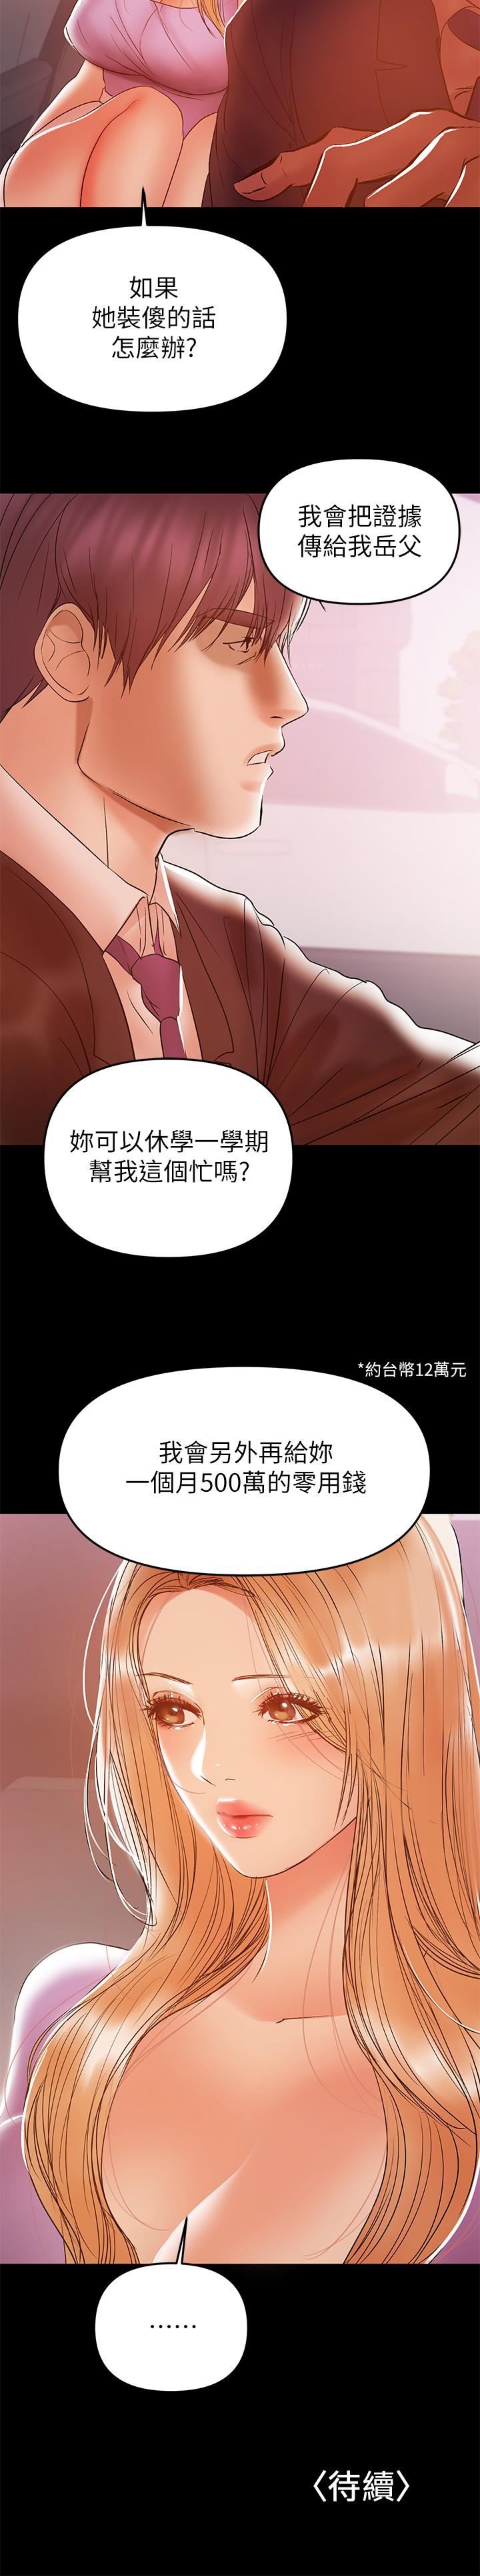 如果
她裝傻的話
怎麼辦?
我會把證據
傳給我岳父
妳可以休學一學期
幫我這個忙嗎?
*約台幣12萬元
我會另外再給妳
一個月500萬的零用錢
……
〈待續〉